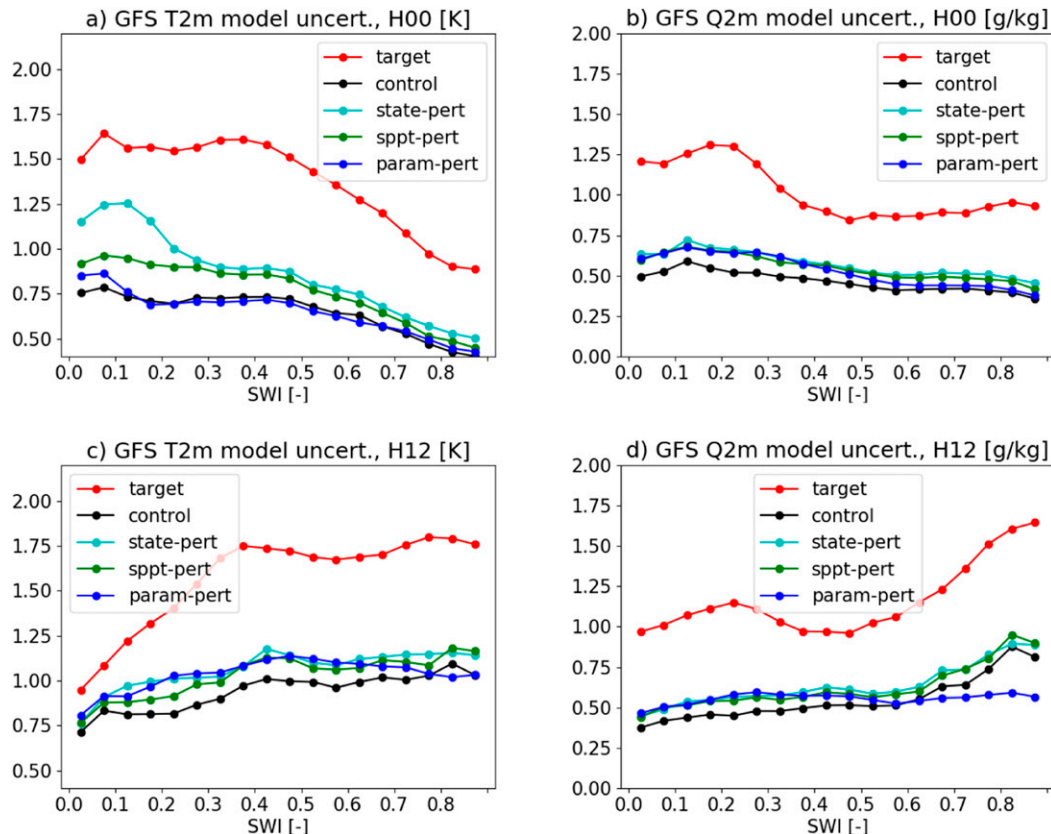 a) GFS T2m model uncert., H00 [K]
2.00
1.75
1.50
1.25
1.00
0.75
0.50
target
control
state-pert
sppt-pert
param-pert
0.0 0.1 0.2 0.3 0.4 0.5 0.6 0.7 0.8
SWI [-]
b) GFS Q2m model uncert., H00 [g/kg]
2.00
1.75
1.50
1.25
1.00
0.75
0.50
0.25
0.00
target
control
state-pert
sppt-pert
param-pert
0.0 0.1 0.2 0.3 0.4 0.5 0.6 0.7 0.8
SWI [-]
c) GFS T2m model uncert., H12 [K]
2.00
1.75
1.50
1.25
1.00
0.75
0.50
target
control
state-pert
sppt-pert
param-pert
0.0 0.1 0.2 0.3 0.4 0.5 0.6 0.7 0.8
SWI [-]
d) GFS Q2m model uncert., H12 [g/kg]
2.00
1.75
1.50
1.25
1.00
0.75
0.50
0.25
0.00
target
control
state-pert
sppt-pert
param-pert
0.0 0.1 0.2 0.3 0.4 0.5 0.6 0.7 0.8
SWI [-]